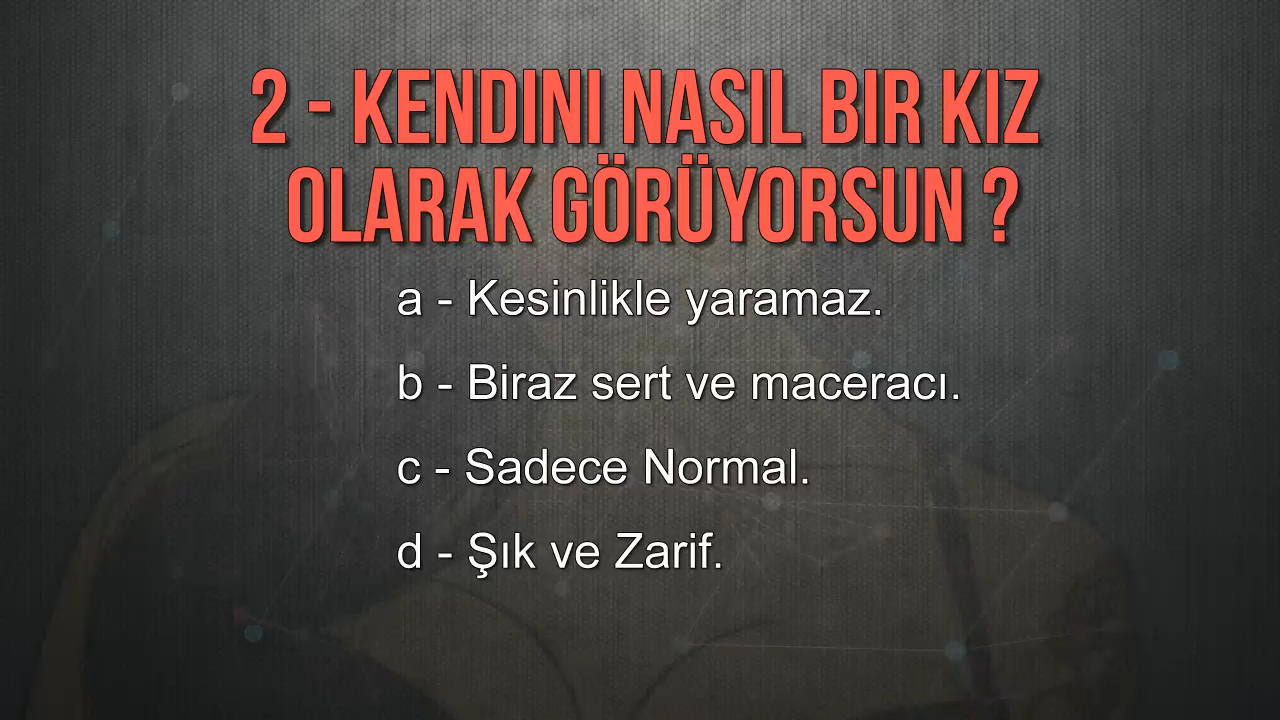 2 - KENDINI NASIL BIR KIZ
OLARAK GÖRÜYORSUN ?
a - Kesinlikle yaramaz.
b - Biraz sert ve maceracı.
c - Sadece Normal.
d - Şık ve Zarif.